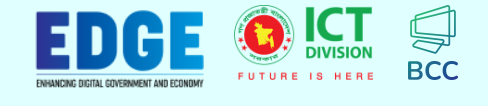 EDGE
ENHANCING DIGITAL GOVERNMENT AND ECONOMY
ICT
DIVISION
FUTURE IS HERE
BCC